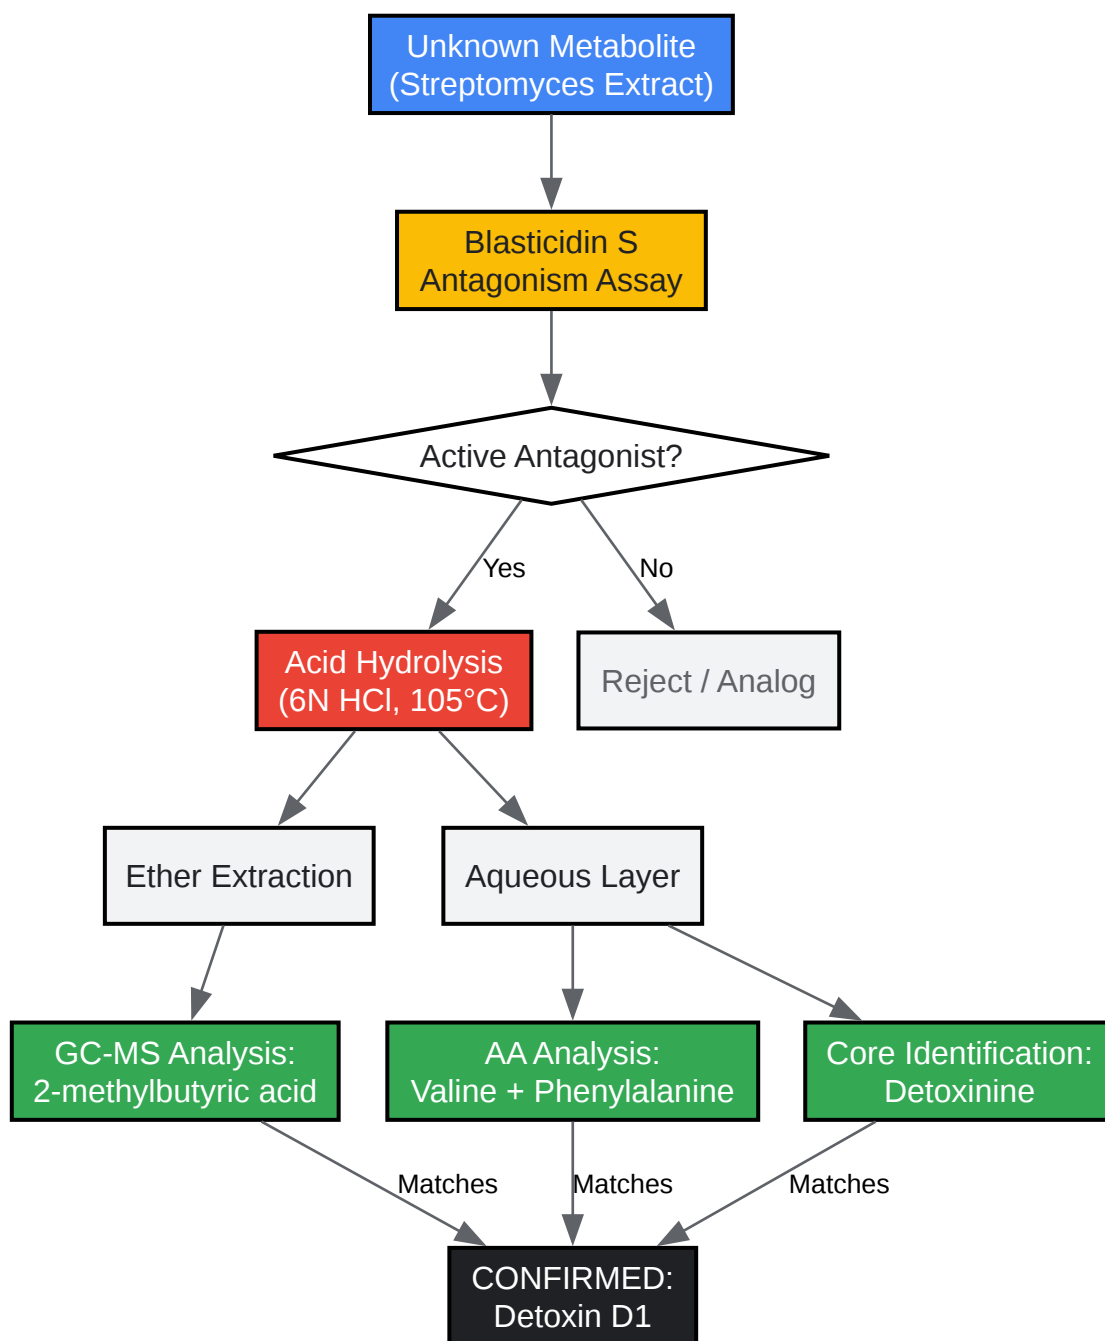 Unknown Metabolite
(Streptomyces Extract)
Blasticidin S
Antagonism Assay
Active Antagonist?
Yes
No
Acid Hydrolysis
(6N HCl, 105°C)
Reject / Analog
Ether Extraction
Aqueous Layer
GC-MS Analysis:
2-methylbutyric acid
AA Analysis:
Valine + Phenylalanine
Core Identification:
Detoxinine
Matches
Matches
Matches
CONFIRMED:
Detoxin D1